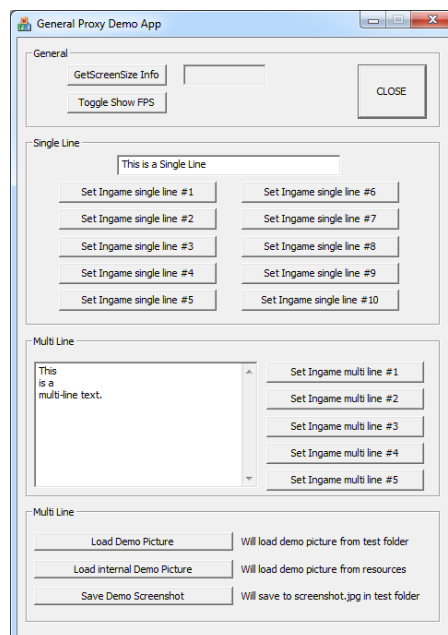 General Proxy Demo App
General
GetScreenSize Info
Toggle Show FPS
CLOSE
Single Line
This is a Single Line
Set Ingame single line #1
Set Ingame single line #6
Set Ingame single line #2
Set Ingame single line #7
Set Ingame single line #3
Set Ingame single line #8
Set Ingame single line #4
Set Ingame single line #9
Set Ingame single line #5
Set Ingame single line #10
Multi Line
This
is a
multi-line text.
Set Ingame multi line #1
Set Ingame multi line #2
Set Ingame multi line #3
Set Ingame multi line #4
Set Ingame multi line #5
Multi Line
Load Demo Picture
Will load demo picture from test folder
Load internal Demo Picture
Will load demo picture from resources
Save Demo Screenshot
Will save to screenshot.jpg in test folder